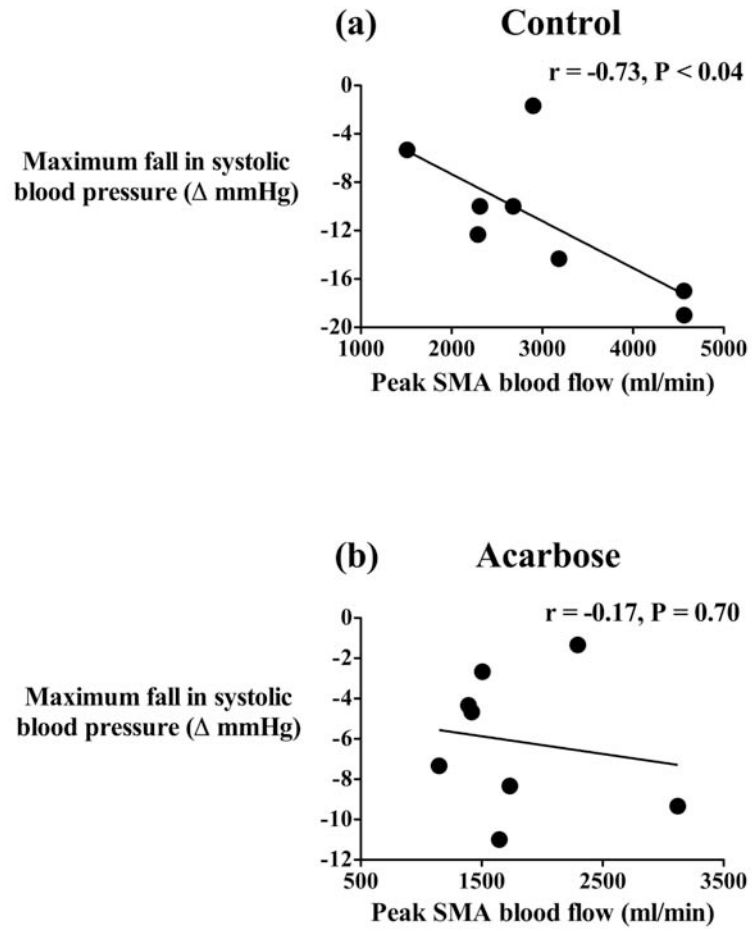 (a) Control
r = -0.73, P < 0.04
Maximum fall in systolic
blood pressure (Δ mmHg)
0
-4
-8
-12
-16
-20
1000 2000 3000 4000 5000
Peak SMA blood flow (ml/min)
(b) Acarbose
r = -0.17, P = 0.70
Maximum fall in systolic
blood pressure (Δ mmHg)
0
-2
-4
-6
-8
-10
-12
500 1500 2500 3500
Peak SMA blood flow (ml/min)